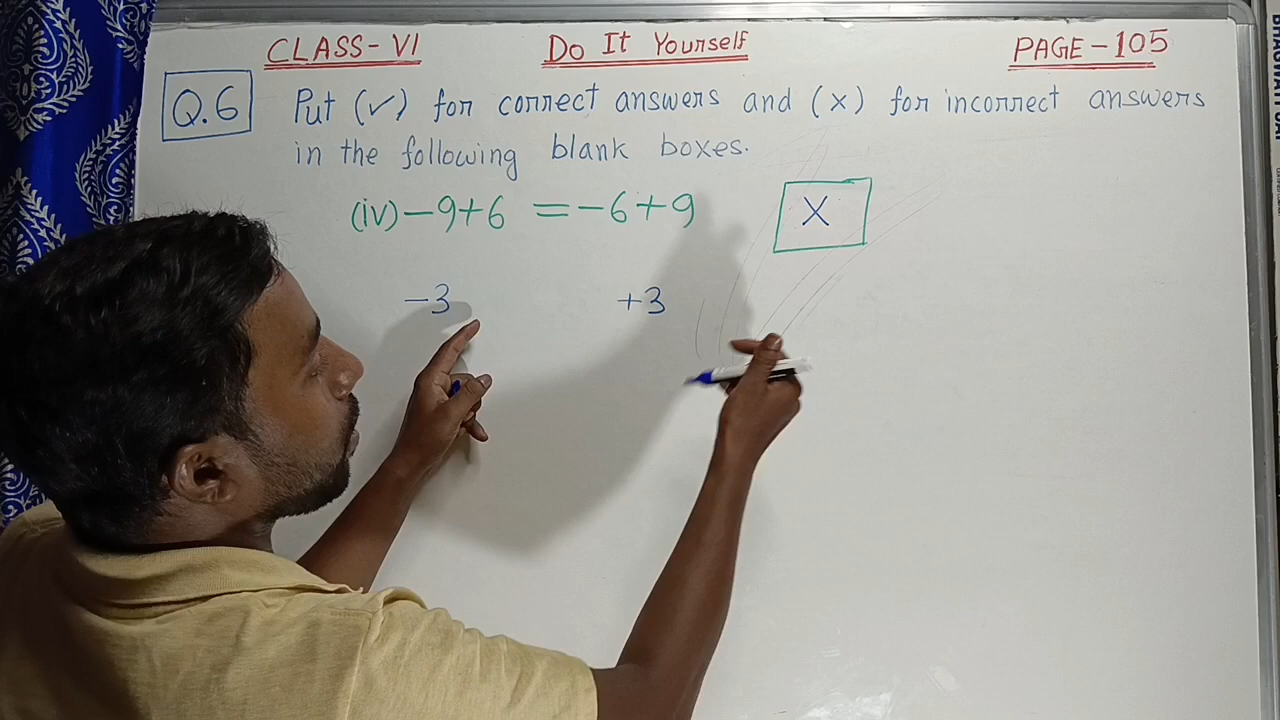 CLASS-VI Do It Yourself PAGE-105
Q.6 Put (✓) for correct answers and (x) for incorrect answers
in the following blank boxes.
(iv) -9+6 = -6+9 X
-3 +3